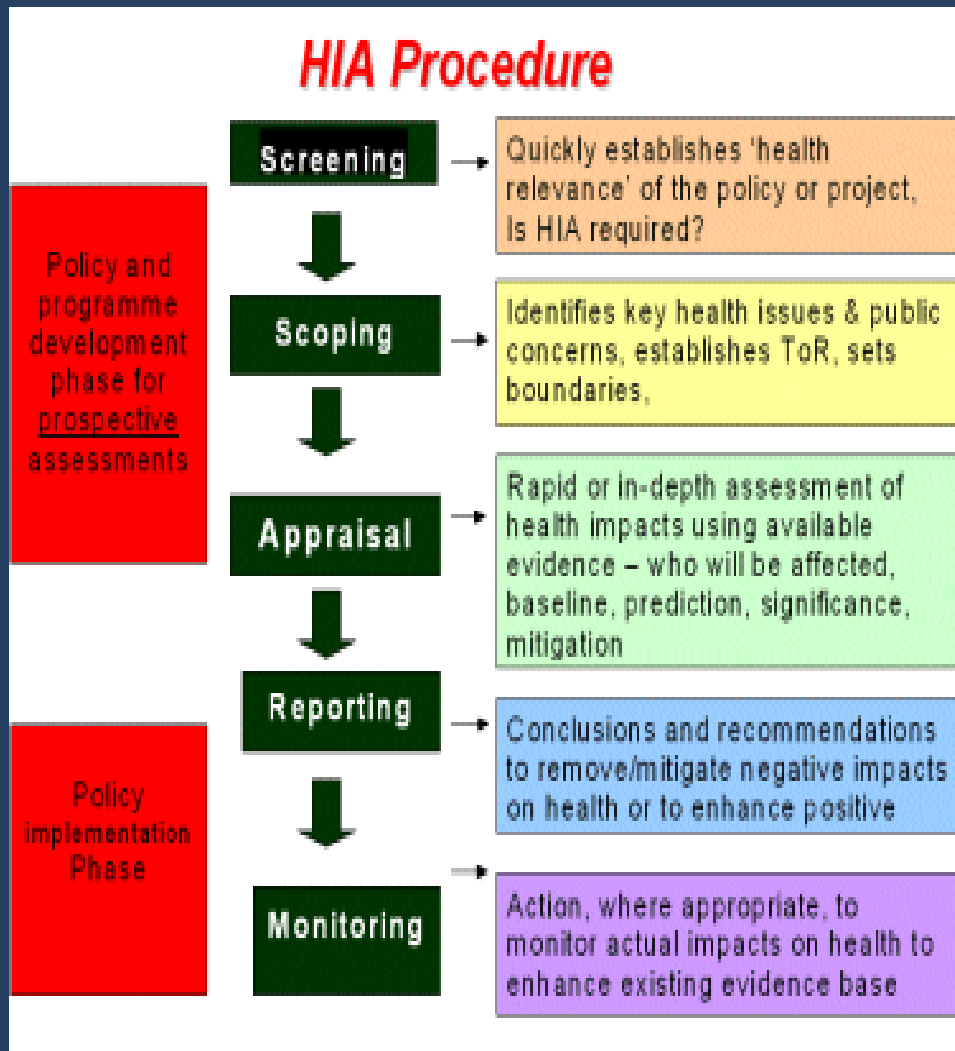 HIA Procedure
Screening
Quickly establishes 'health
relevance' of the policy or project,
Is HIA required?
Policy and
programme
development
phase for
prospective
assessments
Scoping
Identifies key health issues & public
concerns, establishes ToR, sets
boundaries,
Appraisal
Rapid or in-depth assessment of
health impacts using available
evidence – who will be affected,
baseline, prediction, significance,
mitigation
Reporting
Conclusions and recommendations
to remove/mitigate negative impacts
on health or to enhance positive
Policy
implementation
Phase
Monitoring
Action, where appropriate, to
monitor actual impacts on health to
enhance existing evidence base